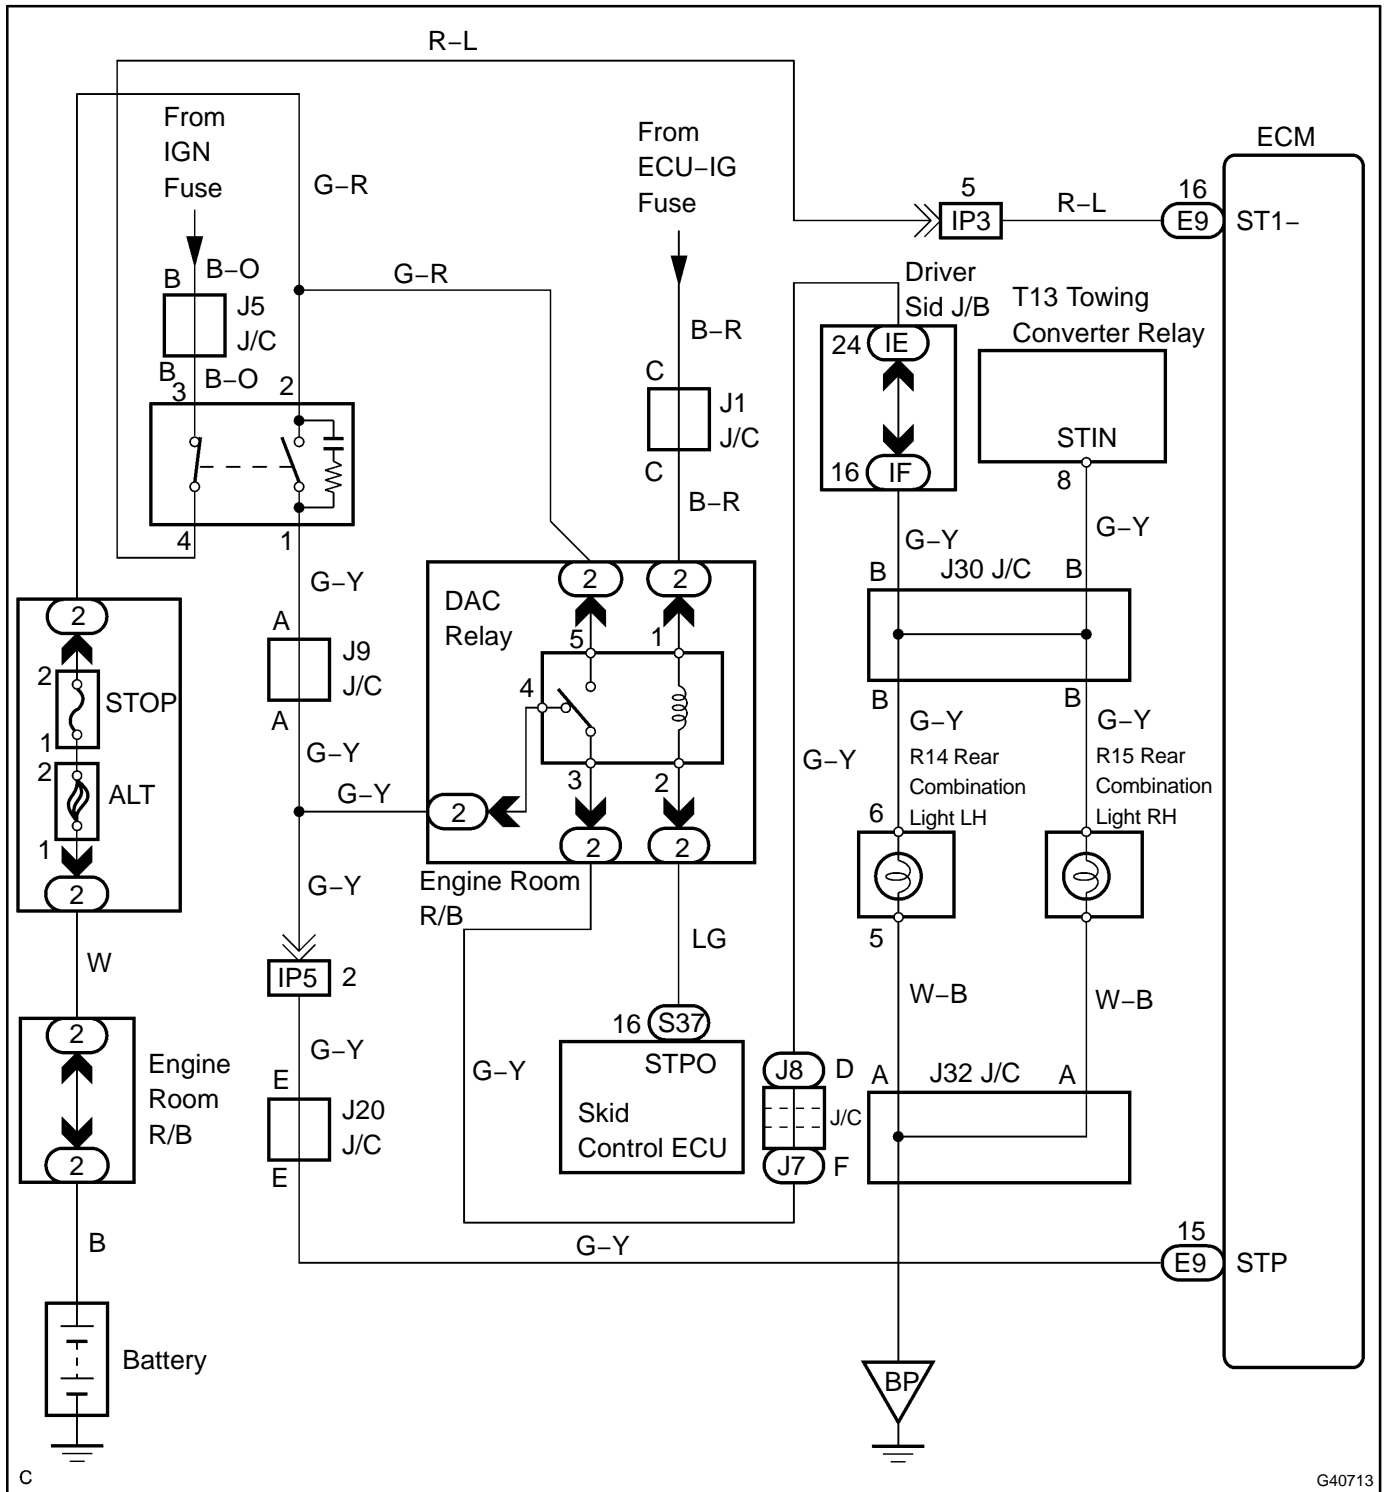 R–L
From
IGN
Fuse
G–R
From
ECU–IG
Fuse
ECM
5
IP3
R–L
16
E9
ST1–
B
B–O
J5
J/C
G–R
B–R
Driver
Sid J/B
24
IE
16
IF
T13 Towing
Converter Relay
STIN
8
B
3
B–O
2
C
J1
J/C
C
B–R
4
1
G–Y
G–Y
G–Y
B
J30 J/C
B
2
2
2
DAC
Relay
5
1
4
3
2
2
2
2
A
J9
J/C
A
2
STOP
1
2
ALT
1
2
G–Y
G–Y
B
B
G–Y
G–Y
G–Y
R14 Rear
Combination
Light LH
R15 Rear
Combination
Light RH
6
5
Engine Room
R/B
G–Y
LG
W
IP5
2
W–B
W–B
2
Engine
Room
R/B
2
G–Y
G–Y
16
S37
STPO
Skid
Control ECU
J8
D
J/C
J7
F
A
J32 J/C
A
E
J20
J/C
E
B
G–Y
15
E9
STP
Battery
BP
C
G40713